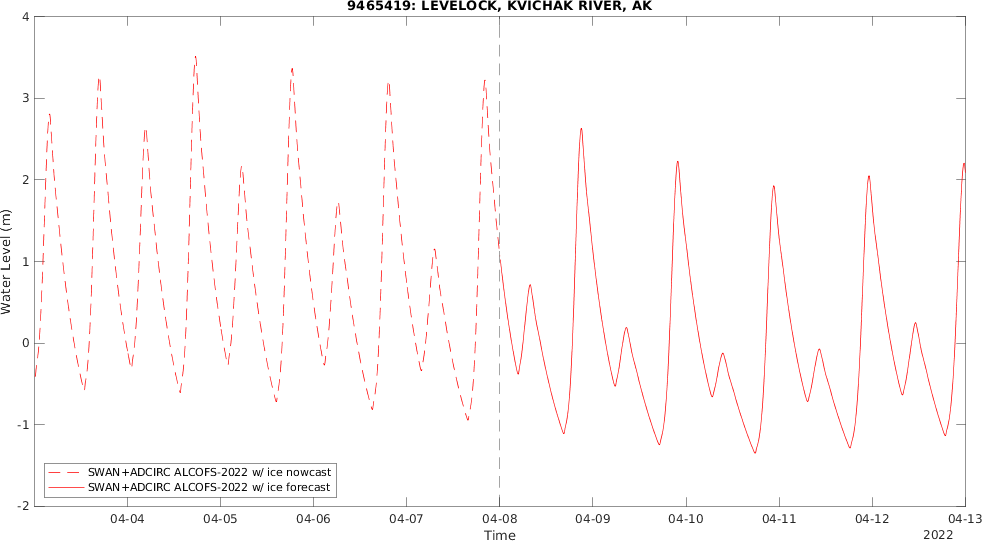 9465419: LEVELOCK, KVICHAK RIVER, AK
4
3
2
1
0
-1
-2
Water Level (m)
SWAN+ADCIRC ALCOFS-2022 w/ ice nowcast
SWAN+ADCIRC ALCOFS-2022 w/ ice forecast
04-04 04-05 04-06 04-07 04-08 04-09 04-10 04-11 04-12 04-13
Time
2022